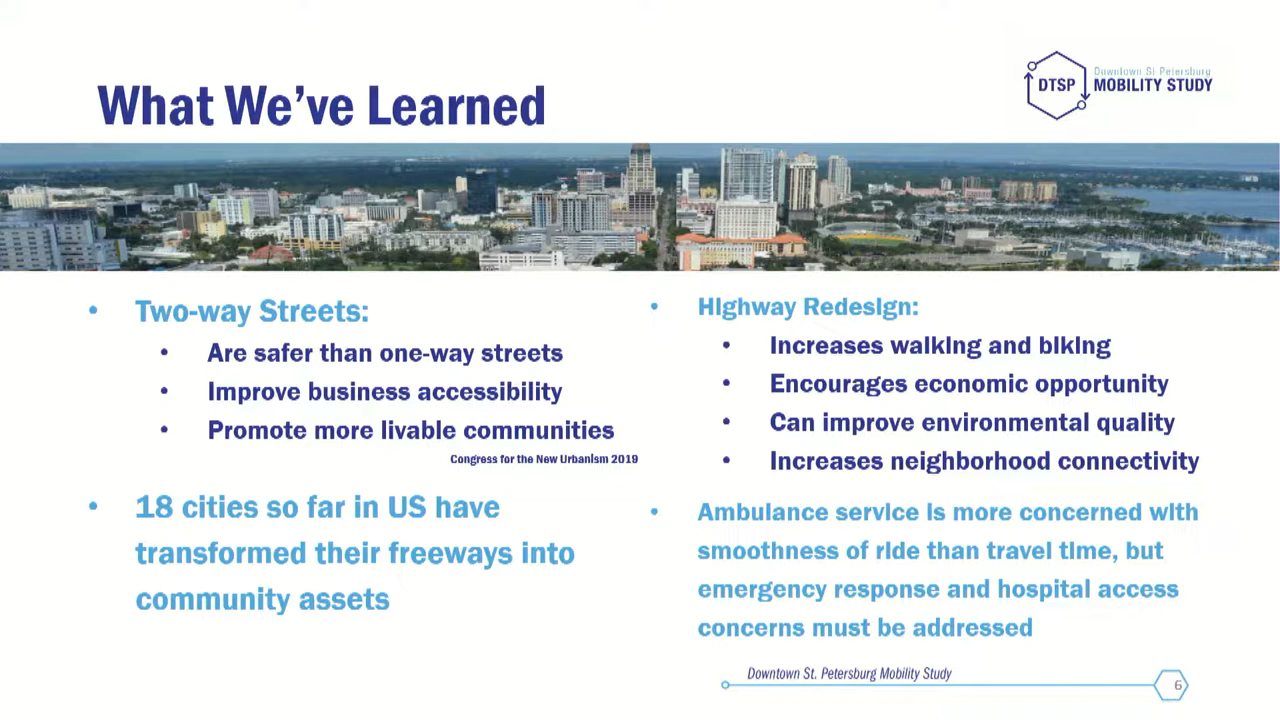 What We've Learned
DTSP
Downtown St Petersburg
MOBILITY STUDY
• Two-way Streets:
• Are safer than one-way streets
• Improve business accessibility
• Promote more livable communities
Congress for the New Urbanism 2019
• 18 cities so far in US have
transformed their freeways into
community assets
• Highway Redesign:
• Increases walking and biking
• Encourages economic opportunity
• Can improve environmental quality
• Increases neighborhood connectivity
• Ambulance service is more concerned with
smoothness of ride than travel time, but
emergency response and hospital access
concerns must be addressed
Downtown St. Petersburg Mobility Study
6